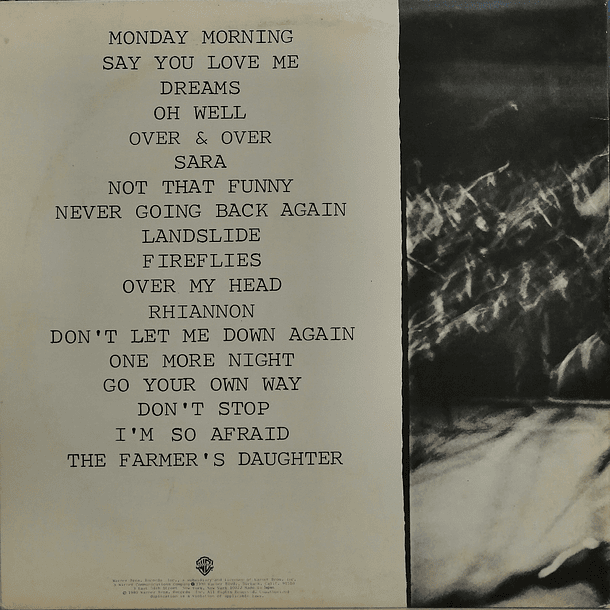 MONDAY MORNING
SAY YOU LOVE ME
DREAMS
OH WELL
OVER & OVER
SARA
NOT THAT FUNNY
NEVER GOING BACK AGAIN
LANDSLIDE
FIREFLIES
OVER MY HEAD
RHIANNON
DON'T LET ME DOWN AGAIN
ONE MORE NIGHT
GO YOUR OWN WAY
DON'T STOP
I'M SO AFRAID
THE FARMER'S DAUGHTER